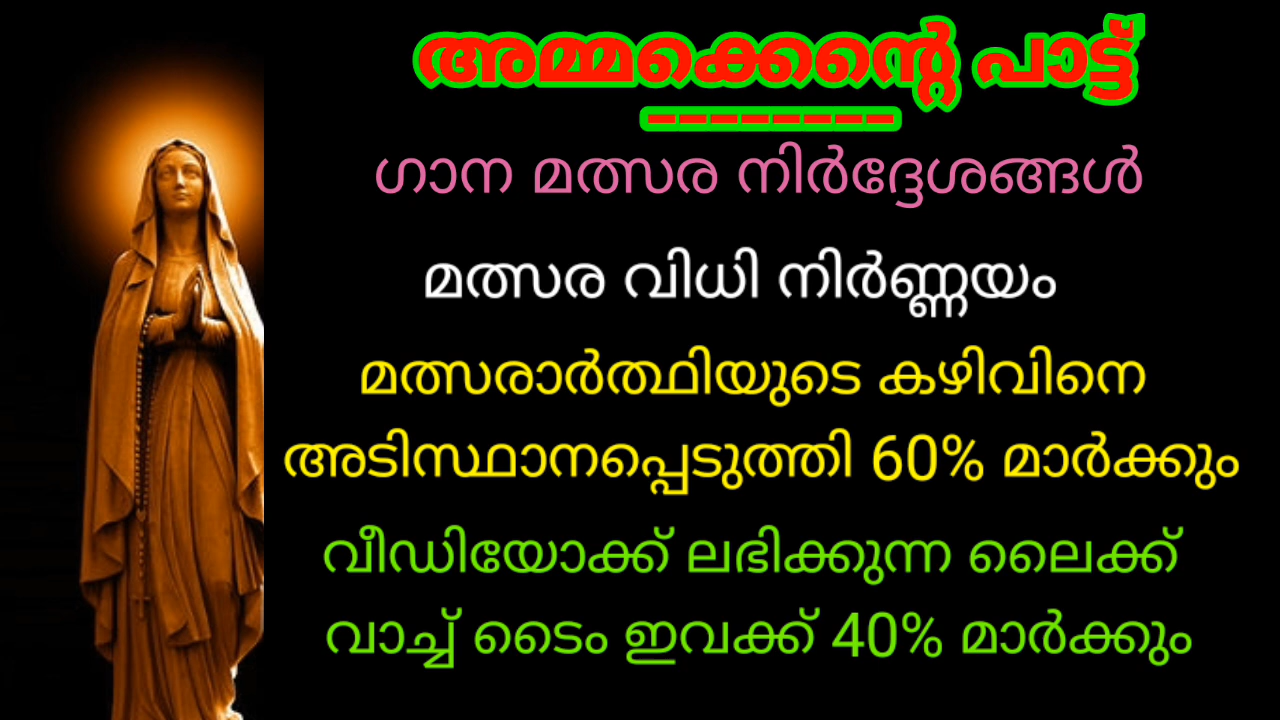 അമ്മക്കെന്റെ പാട്ട്
--------
ഗാന മത്സര നിർദ്ദേശങ്ങൾ
മത്സര വിധി നിർണ്ണയം
മത്സരാർത്ഥിയുടെ കഴിവിനെ
അടിസ്ഥാനപ്പെടുത്തി 60% മാർക്കും
വീഡിയോക്ക് ലഭിക്കുന്ന ലൈക്ക്
വാച്ച് ടൈം ഇവക്ക് 40% മാർക്കും